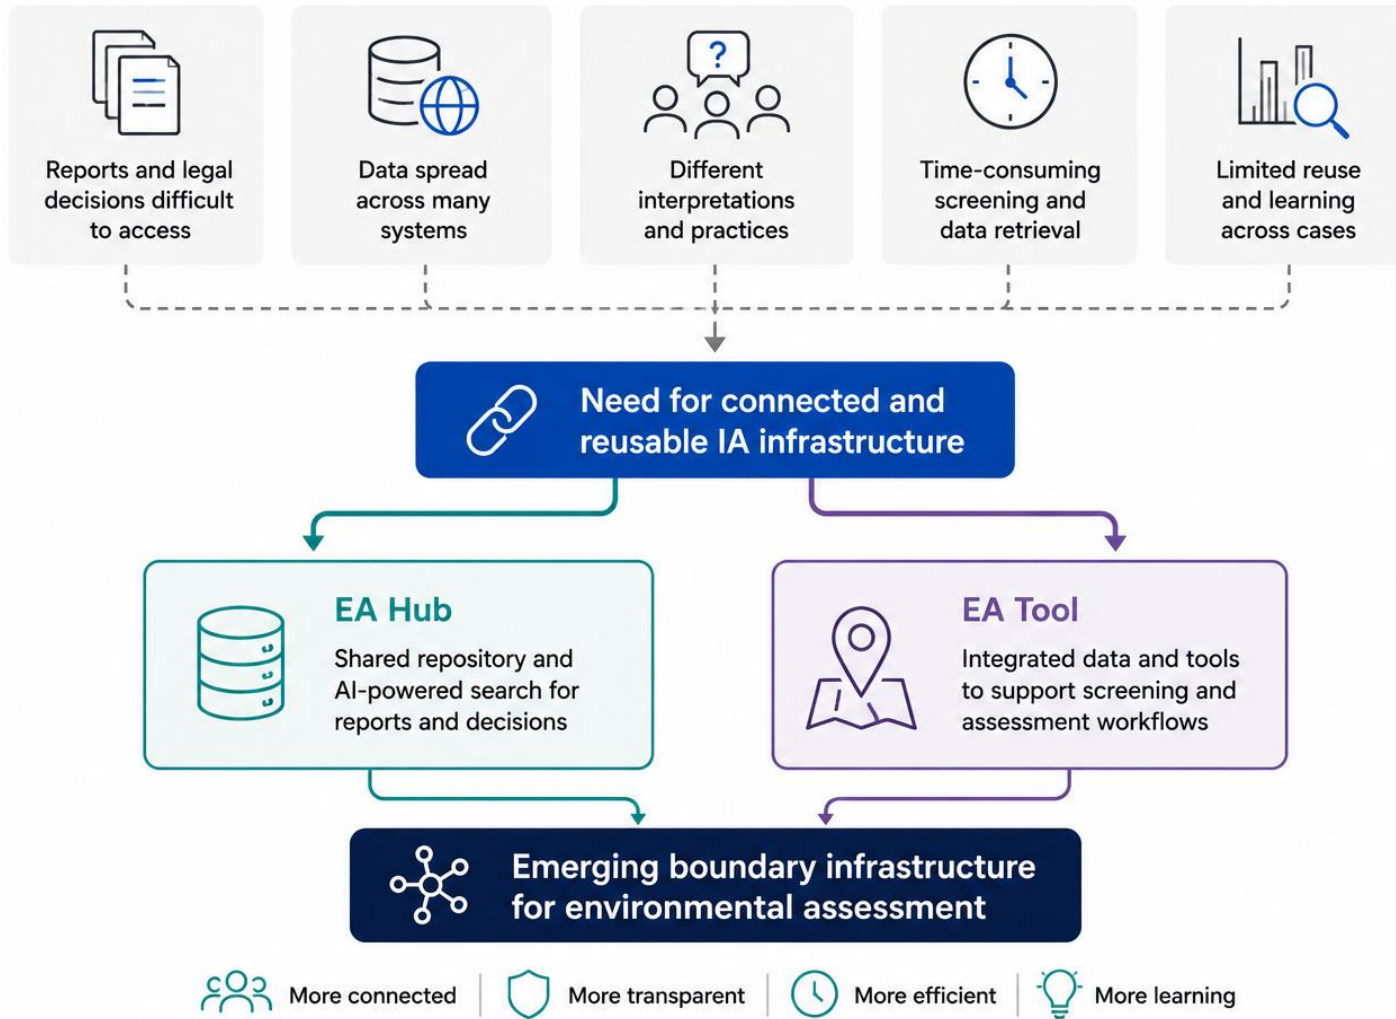 Reports and legal
decisions difficult
to access
Data spread
across many
systems
?
Different
interpretations
and practices
Time-consuming
screening and
data retrieval
Limited reuse
and learning
across cases
Need for connected and
reusable IA infrastructure
EA Hub
Shared repository and
AI-powered search for
reports and decisions
EA Tool
Integrated data and tools
to support screening and
assessment workflows
Emerging boundary infrastructure
for environmental assessment
More connected
More transparent
More efficient
More learning